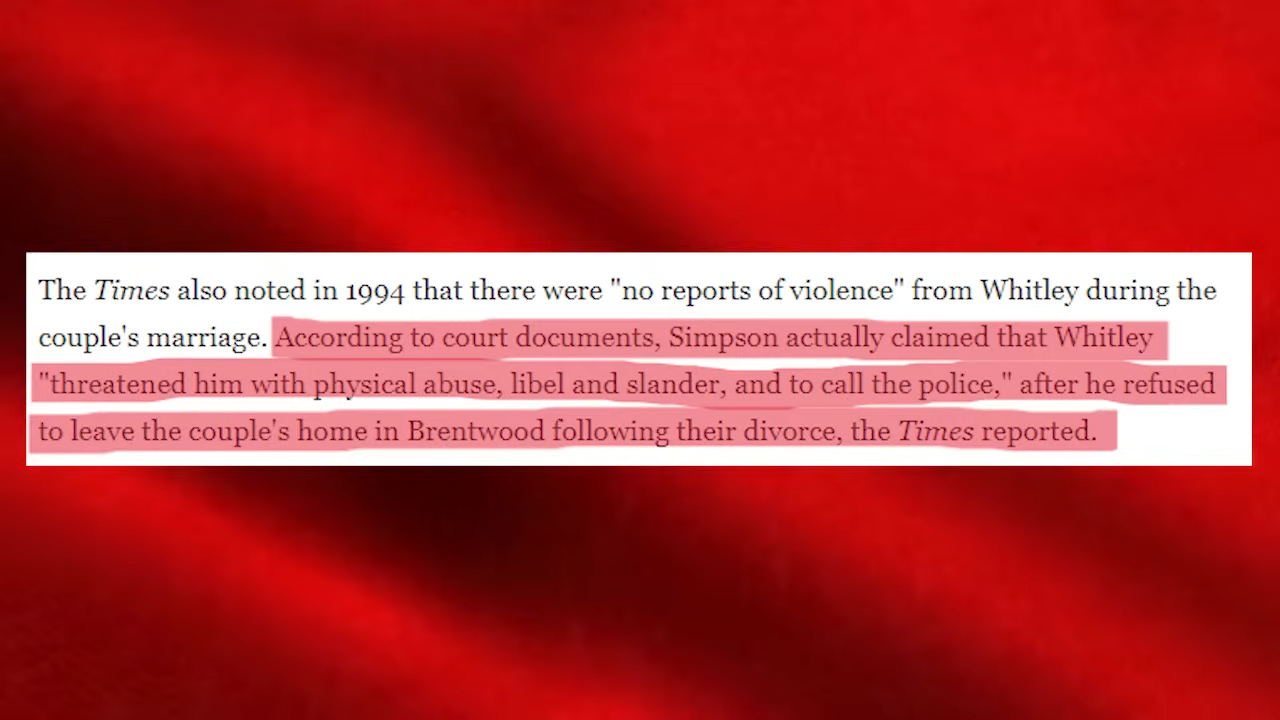 The Times also noted in 1994 that there were "no reports of violence" from Whitley during the
couple's marriage. According to court documents, Simpson actually claimed that Whitley
"threatened him with physical abuse, libel and slander, and to call the police," after he refused
to leave the couple's home in Brentwood following their divorce, the Times reported.